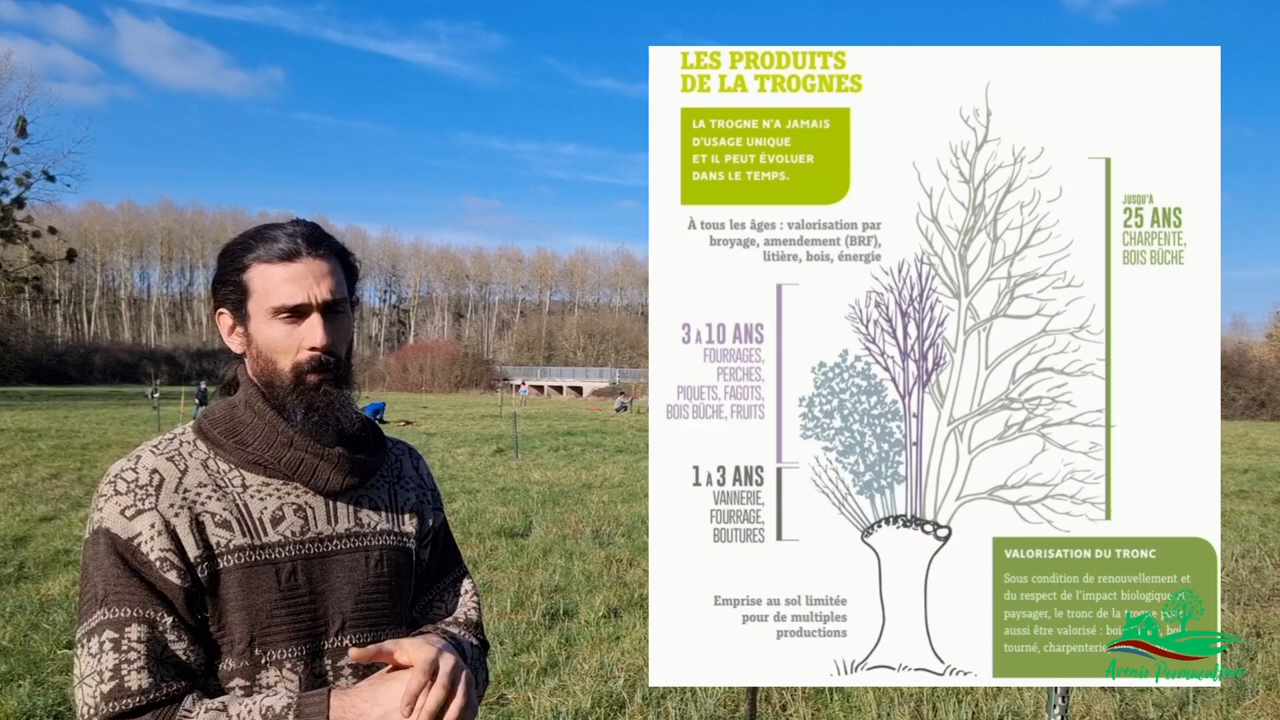 LES PRODUITS
DE LA TROGNES
LA TROGNE N'A JAMAIS
D'USAGE UNIQUE
ET IL PEUT ÉVOLUER
DANS LE TEMPS.
À tous les âges : valorisation par
broyage, amendement (BRF),
litière, bois, énergie
JUSQU'À
25 ANS
CHARPENTE,
BOIS BÛCHE
3 À 10 ANS
FOURRAGES,
PERCHES,
PIQUETS, FAGOTS,
BOIS BÛCHE, FRUITS
1 À 3 ANS
VANNERIE,
FOURRAGE,
BOUTURES
Emprise au sol limitée
pour de multiples
productions
VALORISATION DU TRONC
Sous condition de renouvellement et
du respect de l'impact biologique et
paysager, le tronc de la trogne
aussi être valorisé :
tourné, charpenterie
Avenir Permaculture